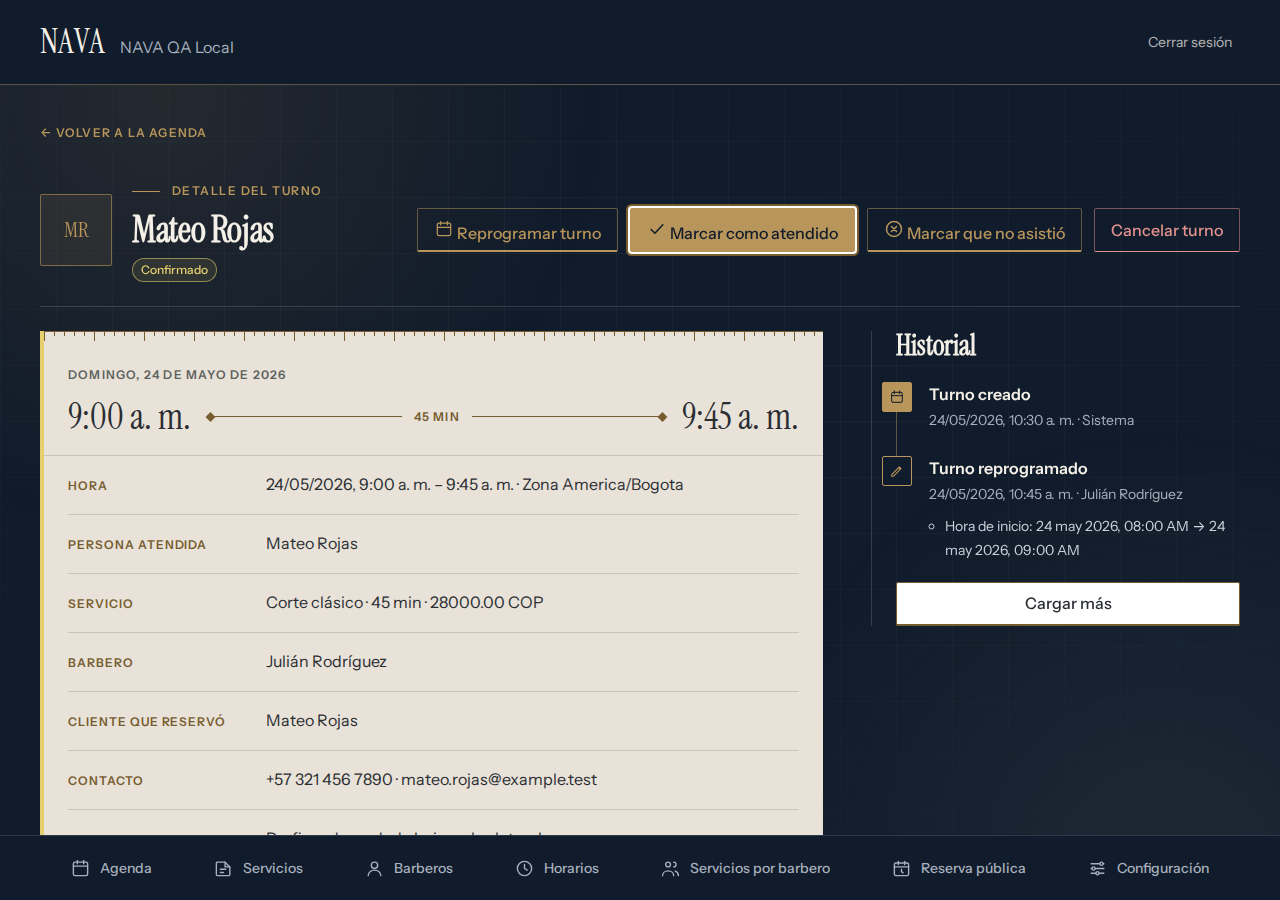 NAVA NAVA QA Local
Cerrar sesión
← VOLVER A LA AGENDA
MR
DETALLE DEL TURNO
Mateo Rojas
Confirmado
Reprogramar turno
Marcar como atendido
Marcar que no asistió
Cancelar turno
DOMINGO, 24 DE MAYO DE 2026
9:00 a. m. 45 MIN 9:45 a. m.
HORA 24/05/2026, 9:00 a. m. – 9:45 a. m. · Zona America/Bogota
PERSONA ATENDIDA Mateo Rojas
SERVICIO Corte clásico · 45 min · 28000.00 COP
BARBERO Julián Rodríguez
CLIENTE QUE RESERVÓ Mateo Rojas
CONTACTO +57 321 456 7890 · mateo.rojas@example.test
Historial
Turno creado
24/05/2026, 10:30 a. m. · Sistema
Turno reprogramado
24/05/2026, 10:45 a. m. · Julián Rodríguez
Hora de inicio: 24 may 2026, 08:00 AM → 24
may 2026, 09:00 AM
Cargar más
Agenda
Servicios
Barberos
Horarios
Servicios por barbero
Reserva pública
Configuración